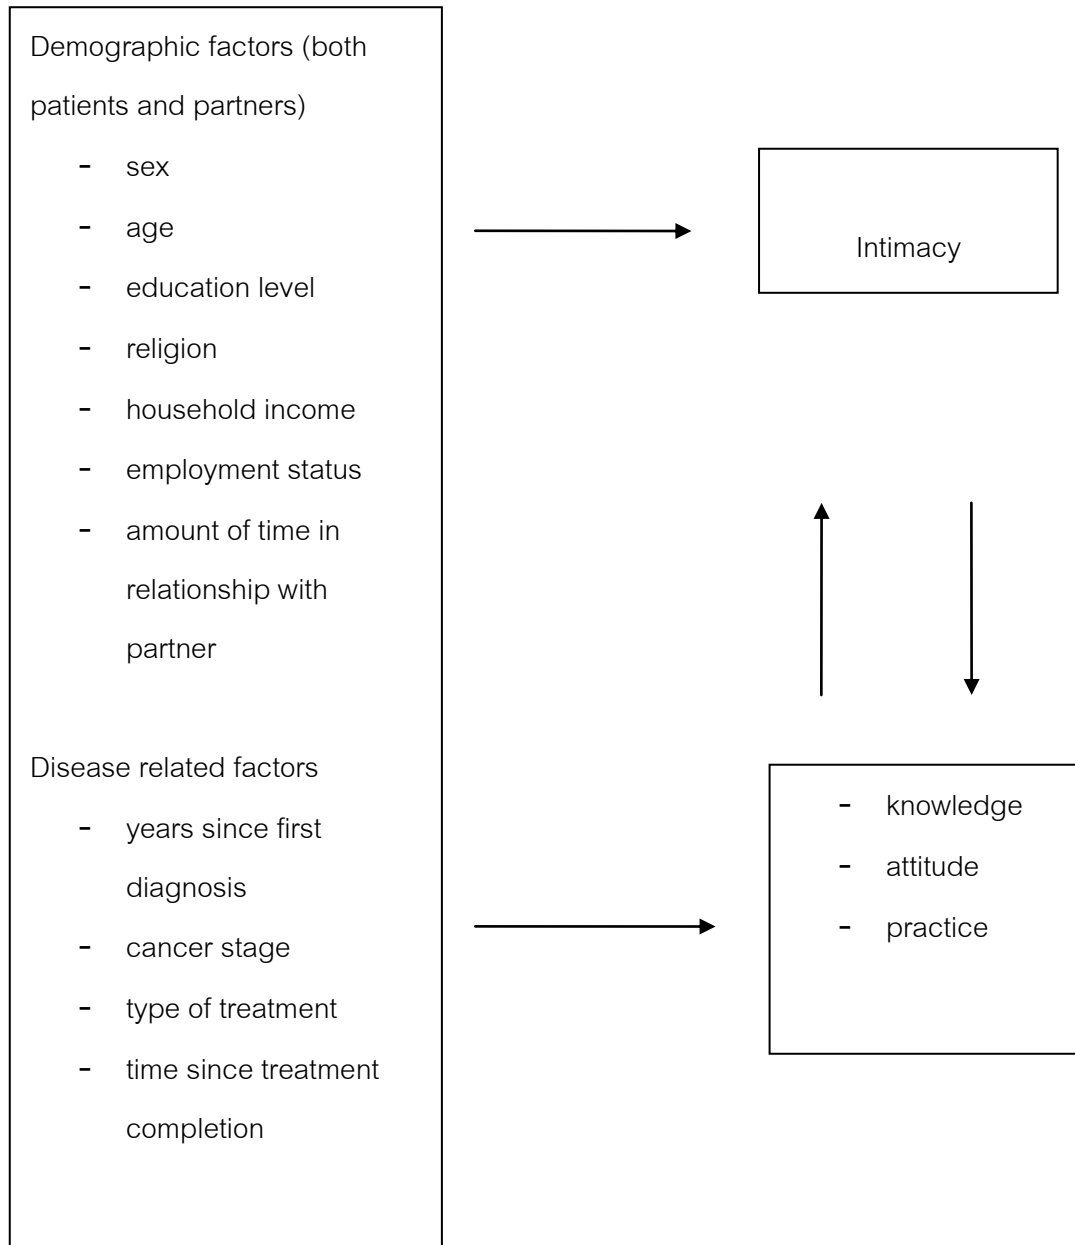 Demographic factors (both
patients and partners)
- sex
- age
- education level
- religion
- household income
- employment status
- amount of time in
relationship with
partner
Disease related factors
- years since first
diagnosis
- cancer stage
- type of treatment
- time since treatment
completion
Intimacy
- knowledge
- attitude
- practice